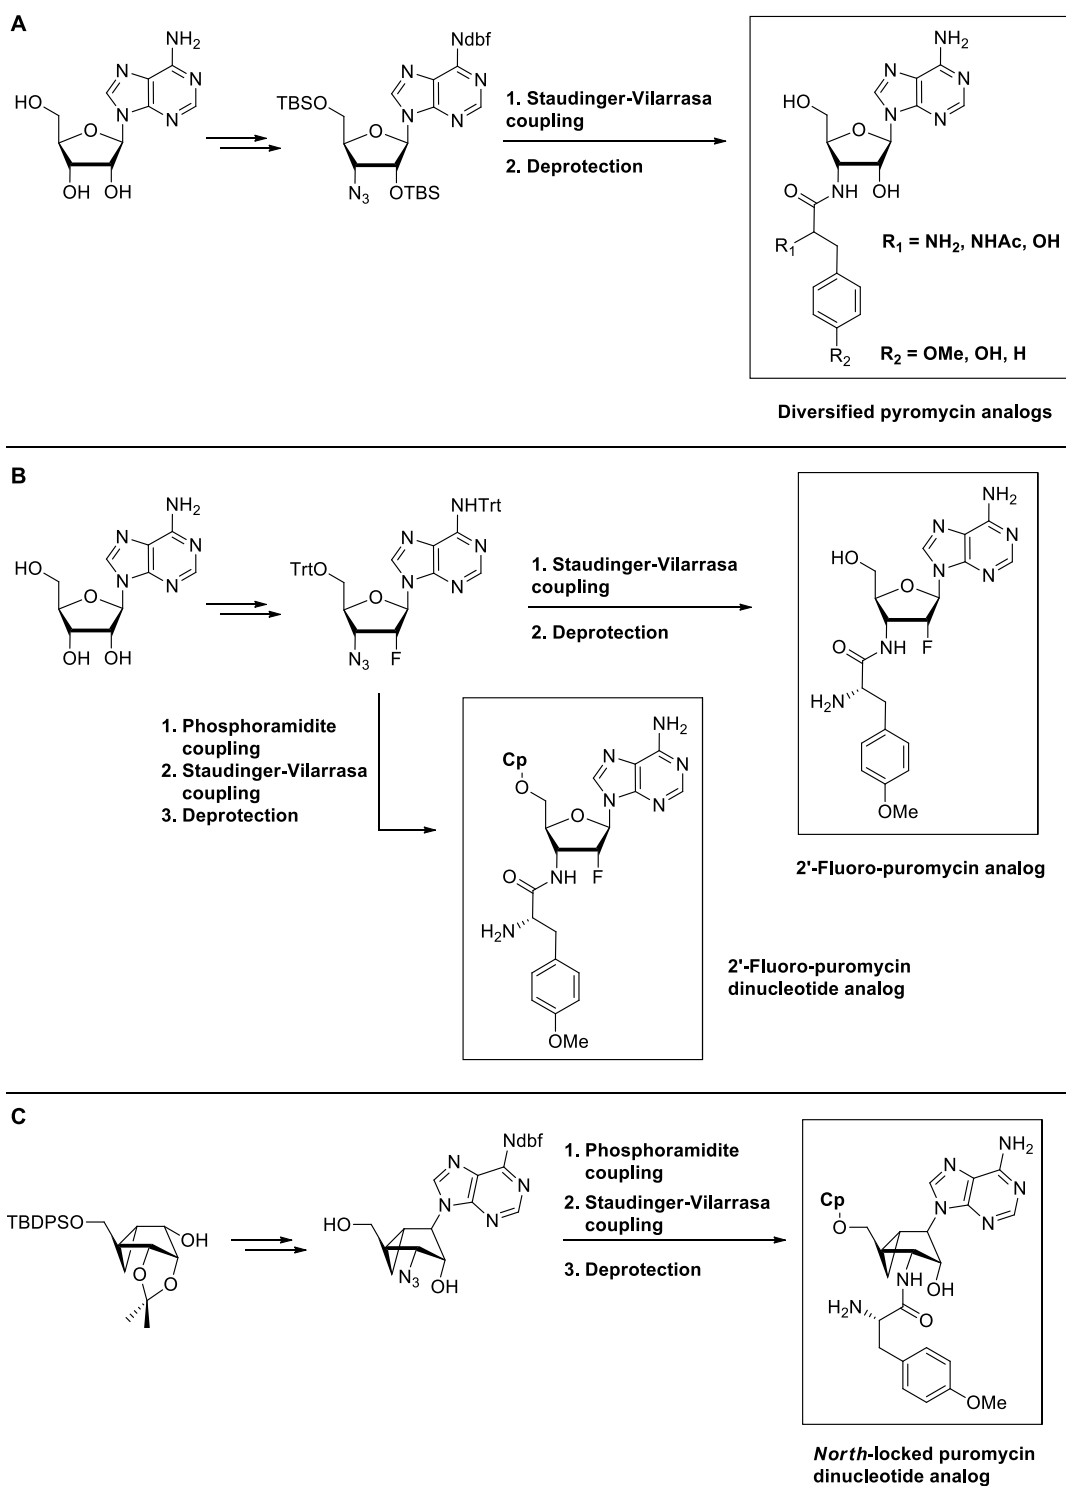 A
NH2
N
N
N
N
HO
O
OH
OH
Ndbf
N
N
N
N
TBSO
O
N3
OTBS
1. Staudinger-Vilarrasa
coupling
2. Deprotection
NH2
N
N
N
N
HO
O
O
NH
OH
R1
R1 = NH2, NHAc, OH
R2
R2 = OMe, OH, H
Diversified pyromycin analogs
B
NH2
N
N
N
N
HO
O
OH
OH
NHTrt
N
N
N
N
TrtO
O
N3
F
1. Staudinger-Vilarrasa
coupling
2. Deprotection
NH2
N
N
N
N
HO
O
O
NH
F
H2N
OMe
2'-Fluoro-puromycin analog
1. Phosphoramidite
coupling
2. Staudinger-Vilarrasa
coupling
3. Deprotection
NH2
Cp
O
N
N
N
N
O
O
NH
F
H2N
OMe
2'-Fluoro-puromycin
dinucleotide analog
C
TBDPSO
OH
O
O
Ndbf
N
N
N
N
HO
N3
OH
1. Phosphoramidite
coupling
2. Staudinger-Vilarrasa
coupling
3. Deprotection
NH2
N
N
N
N
Cp
O
NH
OH
H2N
O
OMe
North-locked puromycin
dinucleotide analog